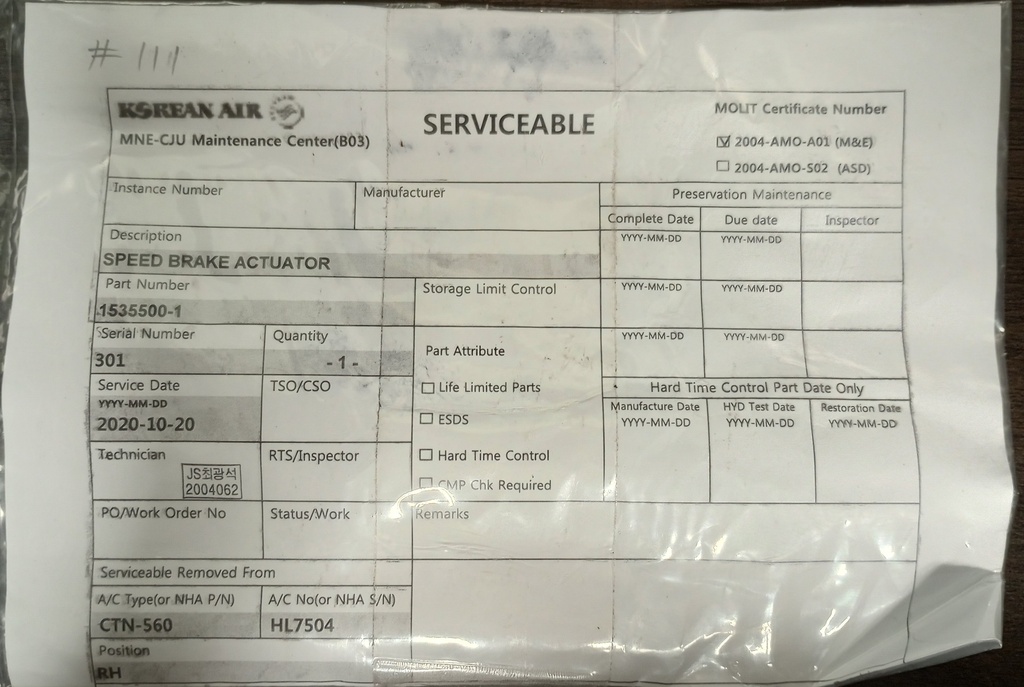 # 111
KOREAN AIR
MNE-CJU Maintenance Center(B03)
SERVICEABLE
MOLIT Certificate Number
☑ 2004-AMO-A01 (M&E)
☐ 2004-AMO-S02 (ASD)
Instance Number
Manufacturer
Preservation Maintenance
Complete Date Due date Inspector
YYYY-MM-DD YYYY-MM-DD
Description
SPEED BRAKE ACTUATOR
Part Number
1535500-1
Storage Limit Control
YYYY-MM-DD YYYY-MM-DD
Serial Number
301
Quantity
- 1 -
Part Attribute
YYYY-MM-DD YYYY-MM-DD
☐ Life Limited Parts
☐ ESDS
☐ Hard Time Control
☐ CMP Chk Required
Hard Time Control Part Date Only
Manufacture Date HYD Test Date Restoration Date
YYYY-MM-DD YYYY-MM-DD YYYY-MM-DD
Service Date
YYYY-MM-DD
2020-10-20
TSO/CSO
Technician
JS최광석
2004062
RTS/Inspector
PO/Work Order No
Status/Work
Remarks
Serviceable Removed From
A/C Type(or NHA P/N)
CTN-560
A/C No(or NHA S/N)
HL7504
Position
RH